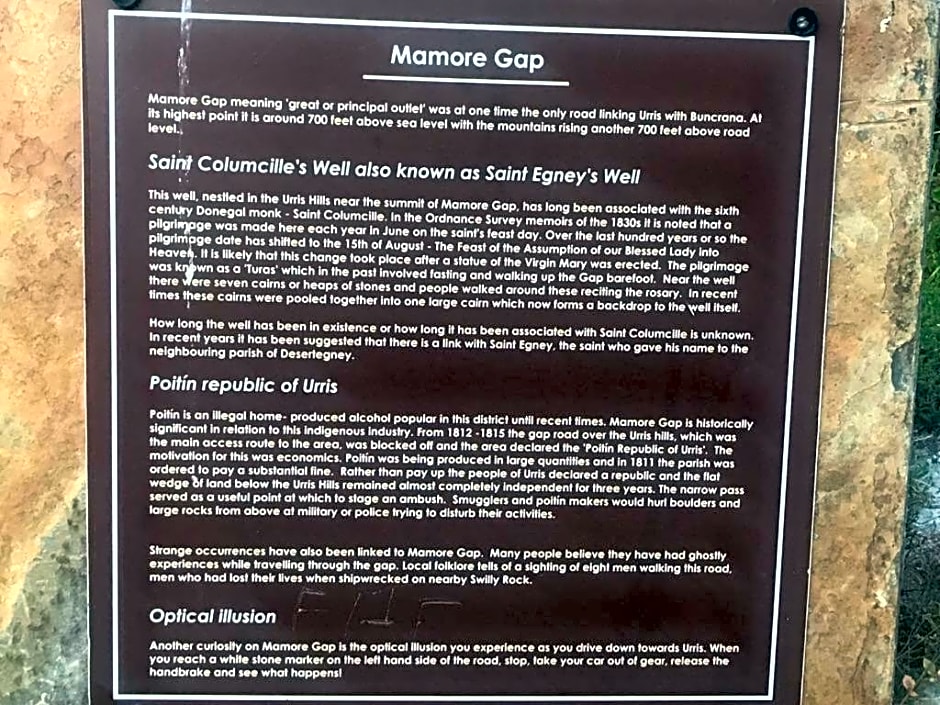 Mamore Gap
Mamore Gap meaning 'great or principal outlet' was at one time the only road linking Urris with Buncrana. At
its highest point it is around 700 feet above sea level with the mountains rising another 700 feet above road
level.
Saint Columcille's Well also known as Saint Egney's Well
This well, nestled in the Urris Hills near the summit of Mamore Gap, has long been associated with the sixth
century Donegal monk - Saint Columcille. In the Ordnance Survey memoirs of the 1830s it is noted that a
pilgrimage was made here each year in June on the saint's feast day. Over the last hundred years or so the
pilgrimage date has shifted to the 15th of August - The Feast of the Assumption of our Blessed Lady into
Heaven. It is likely that this change took place after a statue of the Virgin Mary was erected. The pilgrimage
was known as a 'Turas' which in the past involved fasting and walking up the Gap barefoot. Near the well
there were seven cairns or heaps of stones and people walked around these reciting the rosary. In recent
times these cairns were pooled together into one large cairn which now forms a backdrop to the well itself.
How long the well has been in existence or how long it has been associated with Saint Columcille is unknown.
In recent years it has been suggested that there is a link with Saint Egney, the saint who gave his name to the
neighbouring parish of Desertegney.
Poitín republic of Urris
Poitín is an illegal home- produced alcohol popular in this district until recent times. Mamore Gap is historically
significant in relation to this indigenous industry. From 1812 -1815 the gap road over the Urris hills, which was
the main access route to the area, was blocked off and the area declared the 'Poitín Republic of Urris'. The
motivation for this was economics. Poitín was being produced in large quantities and in 1811 the parish was
ordered to pay a substantial fine. Rather than pay up the people of Urris declared a republic and the flat
wedge of land below the Urris Hills remained almost completely independent for three years. The narrow pass
served as a useful point at which to stage an ambush. Smugglers and poitín makers would hurl boulders and
large rocks from above at military or police trying to disturb their activities.
Strange occurrences have also been linked to Mamore Gap. Many people believe they have had ghostly
experiences while travelling through the gap. Local folklore tells of a sighting of eight men walking this road,
men who had lost their lives when shipwrecked on nearby Swilly Rock.
Optical illusion
Another curiosity on Mamore Gap is the optical illusion you experience as you drive down towards Urris. When
you reach a white stone marker on the left hand side of the road, stop, take your car out of gear, release the
handbrake and see what happens!